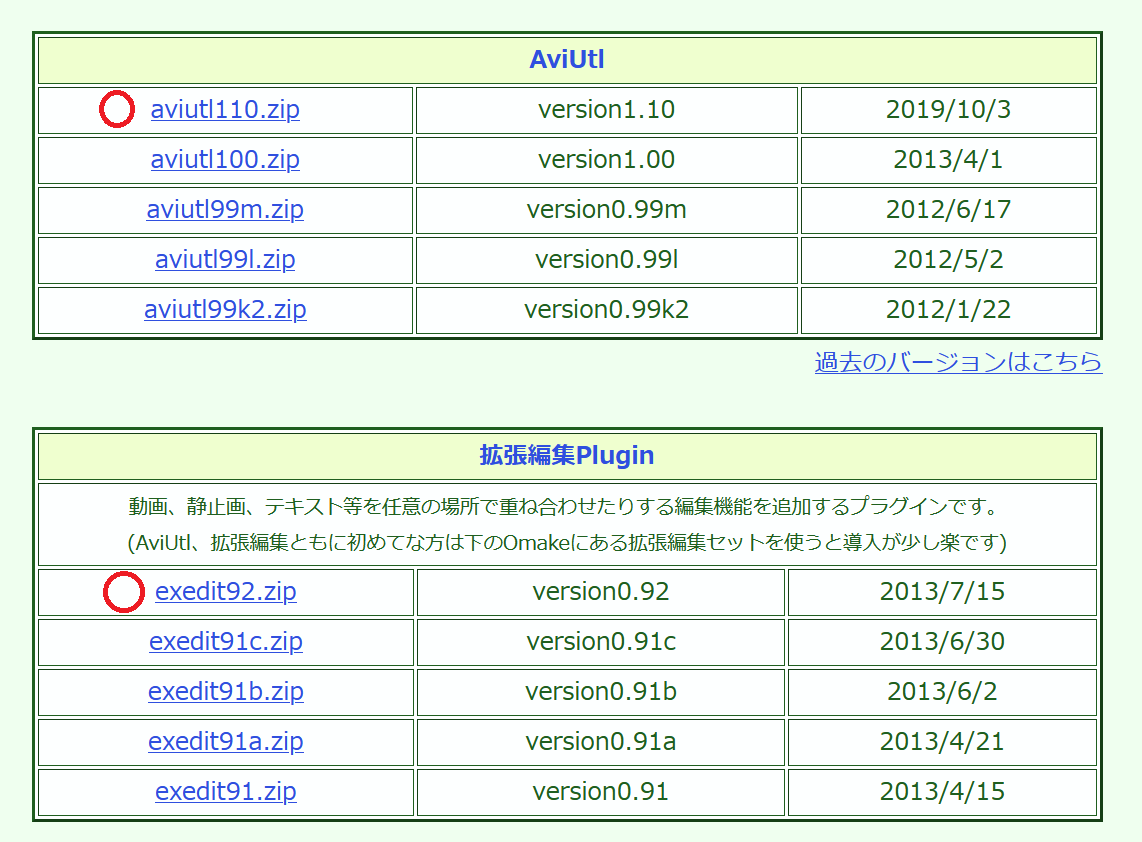 AviUtl
aviutl110.zip version1.10 2019/10/3
aviutl100.zip version1.00 2013/4/1
aviutl99m.zip version0.99m 2012/6/17
aviutl99l.zip version0.99l 2012/5/2
aviutl99k2.zip version0.99k2 2012/1/22
過去のバージョンはこちら
拡張編集Plugin
動画、静止画、テキスト等を任意の場所で重ね合わせたりする編集機能を追加するプラグインです。
(AviUtl、拡張編集ともに初めてな方は下のOmakeにある拡張編集セットを使うと導入が少し楽です)
exedit92.zip version0.92 2013/7/15
exedit91c.zip version0.91c 2013/6/30
exedit91b.zip version0.91b 2013/6/2
exedit91a.zip version0.91a 2013/4/21
exedit91.zip version0.91 2013/4/15